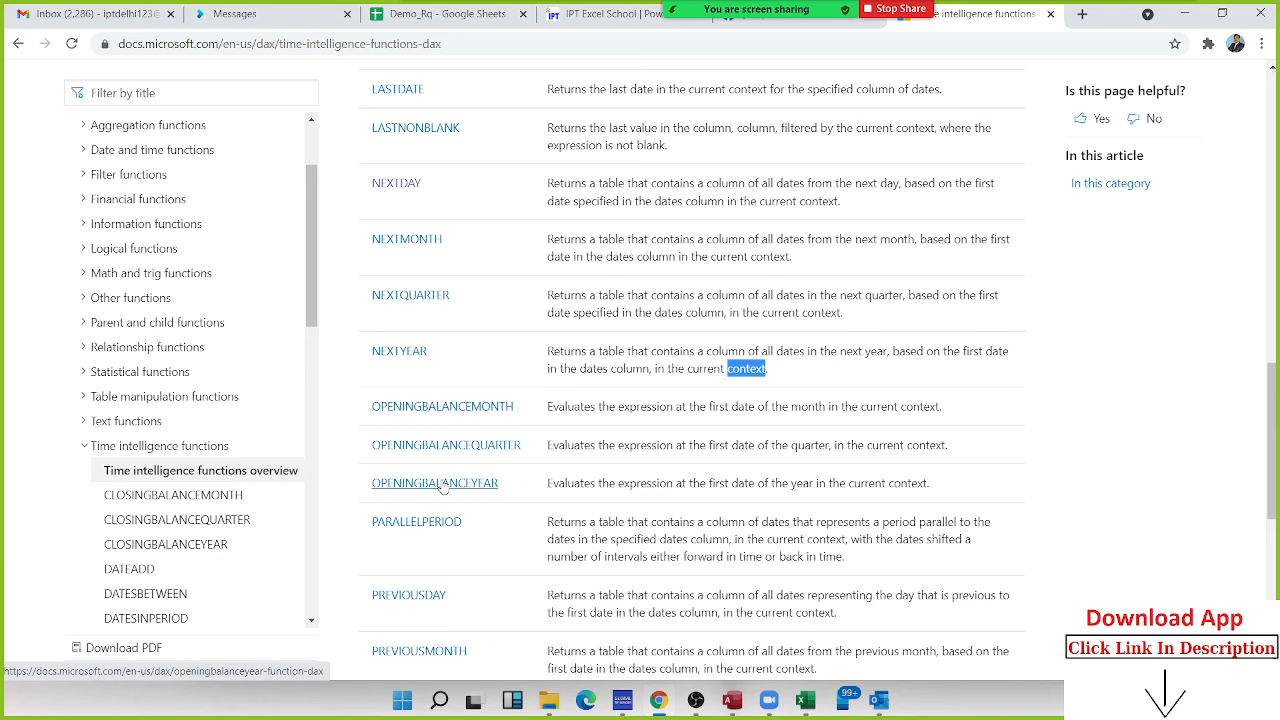 Inbox (2,286) - iptdelhi123@
Messages
Demo_Rq - Google Sheets
IPT Excel School | Pow
You are screen sharing
Stop Share
e intelligence functions
docs.microsoft.com/en-us/dax/time-intelligence-functions-dax
Filter by title
Aggregation functions
Date and time functions
Filter functions
Financial functions
Information functions
Logical functions
Math and trig functions
Other functions
Parent and child functions
Relationship functions
Statistical functions
Table manipulation functions
Text functions
Time intelligence functions
Time intelligence functions overview
CLOSINGBALANCEMONTH
CLOSINGBALANCEQUARTER
CLOSINGBALANCEYEAR
DATEADD
DATESBETWEEN
DATESINPERIOD
Download PDF
https://docs.microsoft.com/en-us/dax/openingbalanceyear-function-dax
LASTDATE
Returns the last date in the current context for the specified column of dates.
LASTNONBLANK
Returns the last value in the column, column, filtered by the current context, where the
expression is not blank.
NEXTDAY
Returns a table that contains a column of all dates from the next day, based on the first
date specified in the dates column in the current context.
NEXTMONTH
Returns a table that contains a column of all dates from the next month, based on the first
date in the dates column in the current context.
NEXTQUARTER
Returns a table that contains a column of all dates in the next quarter, based on the first
date specified in the dates column, in the current context.
NEXTYEAR
Returns a table that contains a column of all dates in the next year, based on the first date
in the dates column, in the current context.
OPENINGBALANCEMONTH
Evaluates the expression at the first date of the month in the current context.
OPENINGBALANCEQUARTER
Evaluates the expression at the first date of the quarter, in the current context.
OPENINGBALANCEYEAR
Evaluates the expression at the first date of the year in the current context.
PARALLELPERIOD
Returns a table that contains a column of dates that represents a period parallel to the
dates in the specified dates column, in the current context, with the dates shifted a
number of intervals either forward in time or back in time.
PREVIOUSDAY
Returns a table that contains a column of all dates representing the day that is previous to
the first date in the dates column, in the current context.
PREVIOUSMONTH
Returns a table that contains a column of all dates from the previous month, based on the
first date in the dates column, in the current context.
Is this page helpful?
Yes
No
In this article
In this category
Download App
Click Link In Description
99+